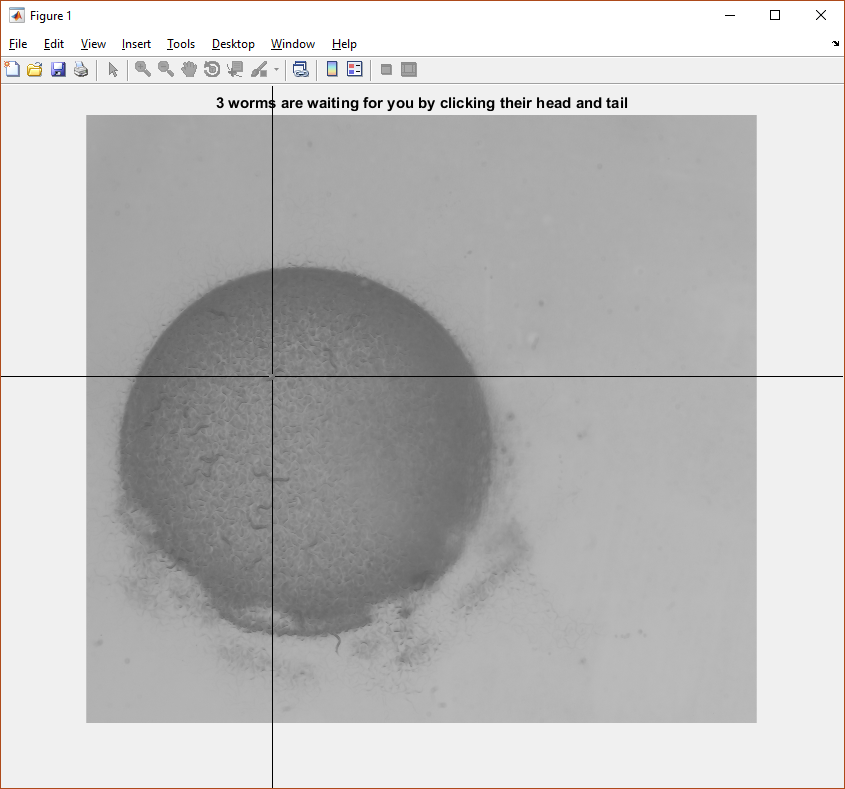 Figure 1
File Edit View Insert Tools Desktop Window Help
3 worms are waiting for you by clicking their head and tail